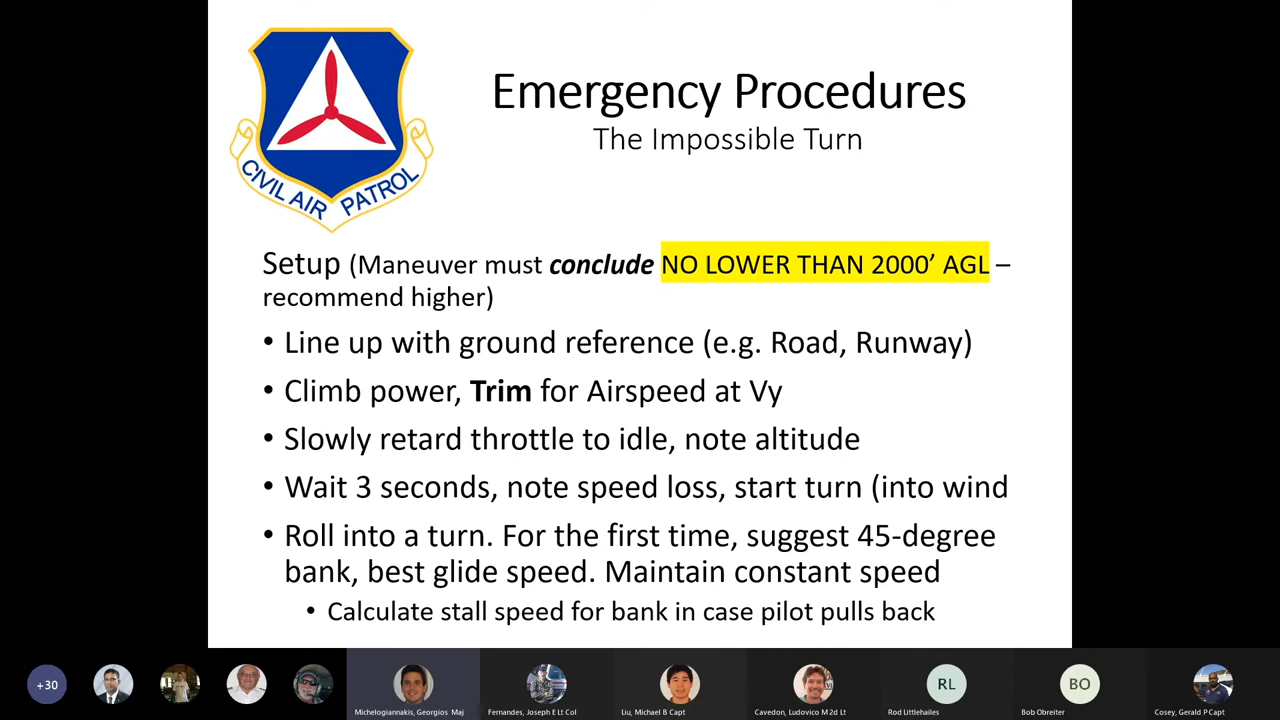 CIVIL AIR PATROL
Emergency Procedures
The Impossible Turn
Setup (Maneuver must conclude NO LOWER THAN 2000’ AGL –
recommend higher)
• Line up with ground reference (e.g. Road, Runway)
• Climb power, Trim for Airspeed at Vy
• Slowly retard throttle to idle, note altitude
• Wait 3 seconds, note speed loss, start turn (into wind
• Roll into a turn. For the first time, suggest 45-degree
bank, best glide speed. Maintain constant speed
• Calculate stall speed for bank in case pilot pulls back
+30
RL
BO
Michelogiannakis, Georgios Maj
Fernandes, Joseph E Lt Col
Liu, Michael B Capt
Cavedon, Ludovico M 2d Lt
Rod Littlehailes
Bob Obreiter
Cosey, Gerald P Capt